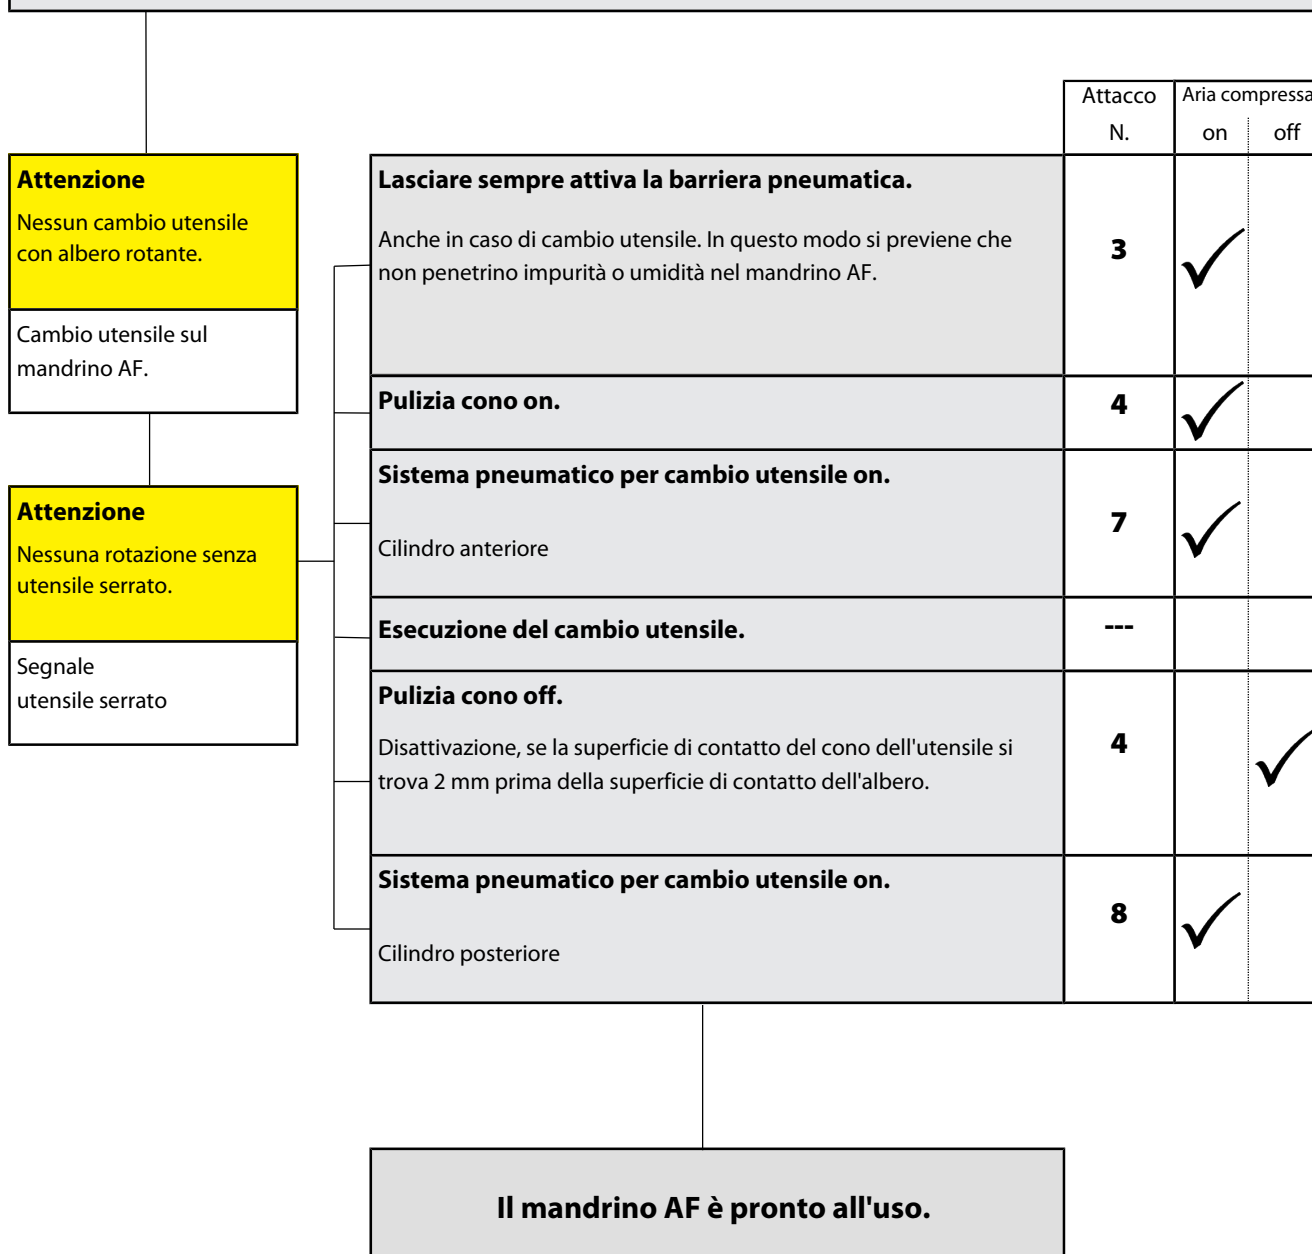 Attacco
N.
Aria compressa
on
off
Attenzione
Nessun cambio utensile
con albero rotante.
Cambio utensile sul
mandrino AF.
Attenzione
Nessuna rotazione senza
utensile serrato.
Segnale
utensile serrato
Lasciare sempre attiva la barriera pneumatica.
Anche in caso di cambio utensile. In questo modo si previene che
non penetrino impurità o umidità nel mandrino AF.
3
Pulizia cono on.
4
Sistema pneumatico per cambio utensile on.
Cilindro anteriore
7
Esecuzione del cambio utensile.
---
Pulizia cono off.
Disattivazione, se la superficie di contatto del cono dell'utensile si
trova 2 mm prima della superficie di contatto dell'albero.
4
Sistema pneumatico per cambio utensile on.
Cilindro posteriore
8
Il mandrino AF è pronto all'uso.